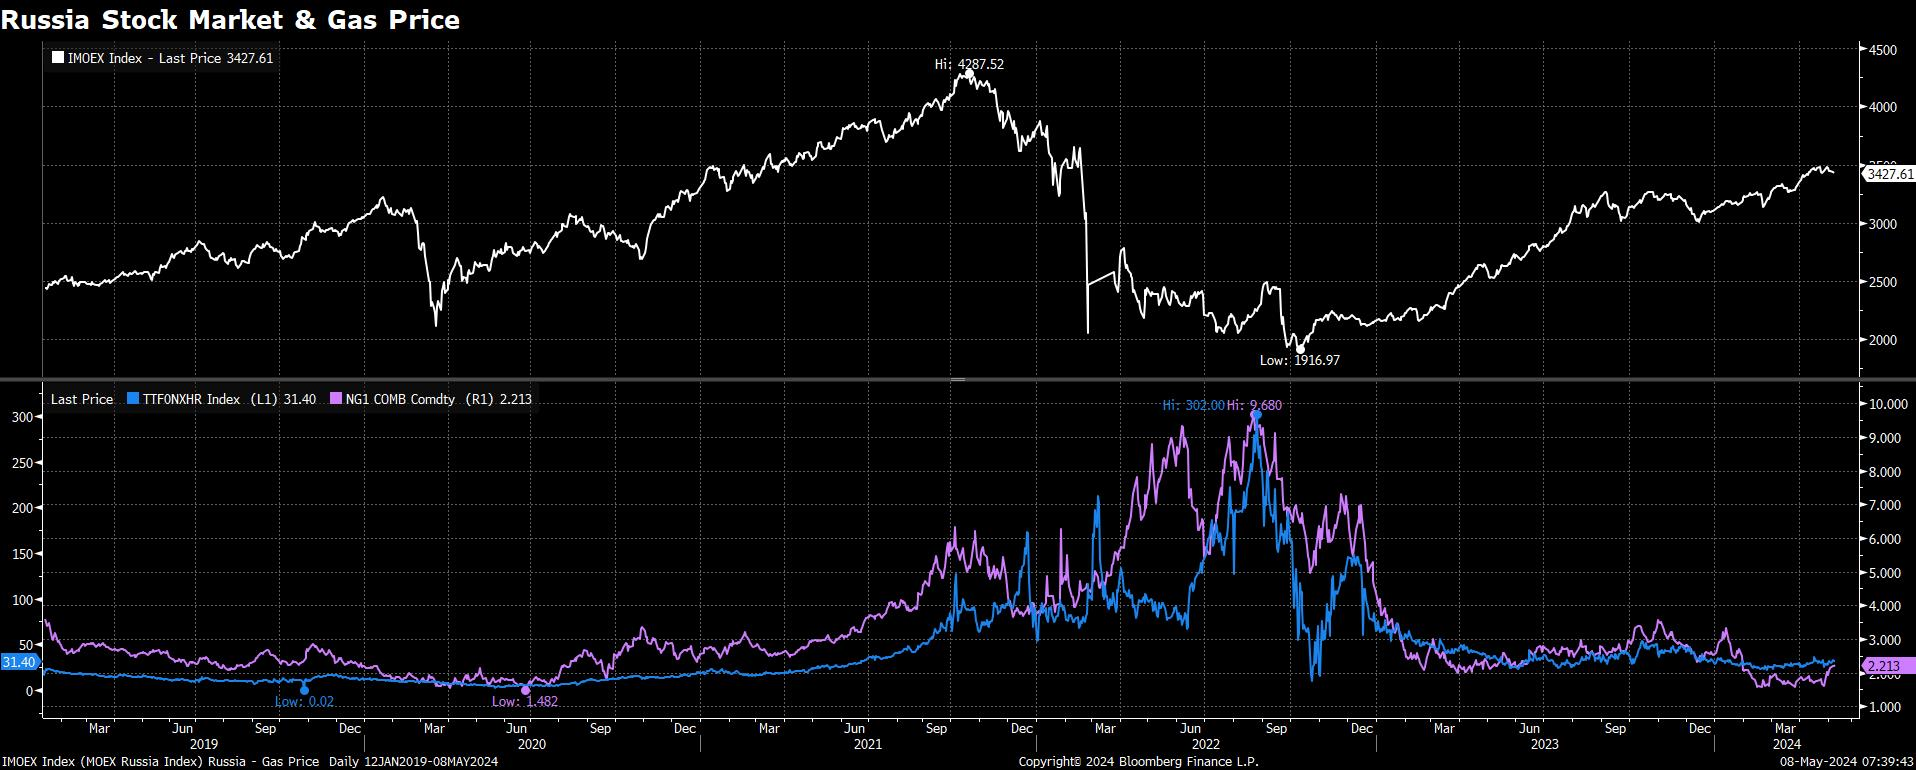 Russia Stock Market & Gas Price
IMOEX Index - Last Price 3427.61
Hi: 4287.52
Low: 1916.97
4500
4000
3500
3427.61
3000
2500
2000
Last Price TTF0NXHR Index (L1) 31.40 NG1 COMB Comdty (R1) 2.213
Hi: 302.00 Hi: 9.680
Low: 0.02
Low: 1.482
300
250
200
150
100
50
31.40
0
10.000
9.000
8.000
7.000
6.000
5.000
4.000
3.000
2.213
2.000
1.000
Mar Jun Sep Dec Mar Jun Sep Dec Mar Jun Sep Dec Mar Jun Sep Dec Mar Jun Sep Dec Mar
2019 2020 2021 2022 2023 2024
IMOEX Index (MOEX Russia Index) Russia - Gas Price Daily 12JAN2019-08MAY2024 Copyright© 2024 Bloomberg Finance L.P. 08-May-2024 07:39:43